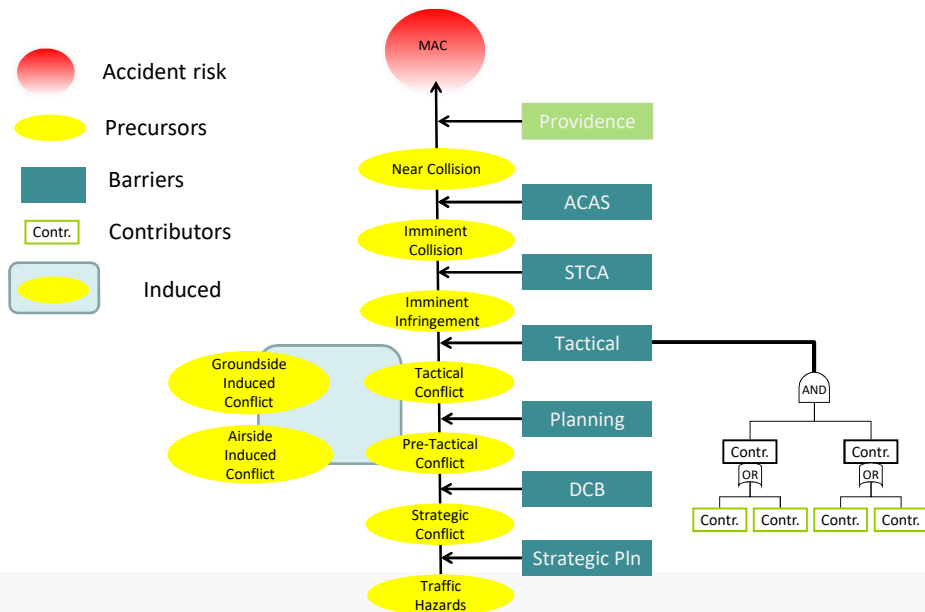 MAC
Accident risk
Providence
Precursors
Near Collision
Barriers
ACAS
Contr.
Contributors
Imminent
Collision
STCA
Induced
Imminent
Infringement
Tactical
Groundside
Induced
Conflict
Tactical
Conflict
AND
Planning
Airside
Induced
Conflict
Pre-Tactical
Conflict
Contr.
Contr.
OR
OR
DCB
Strategic
Conflict
Contr.
Contr.
Contr.
Contr.
Strategic Pln
Traffic
Hazards